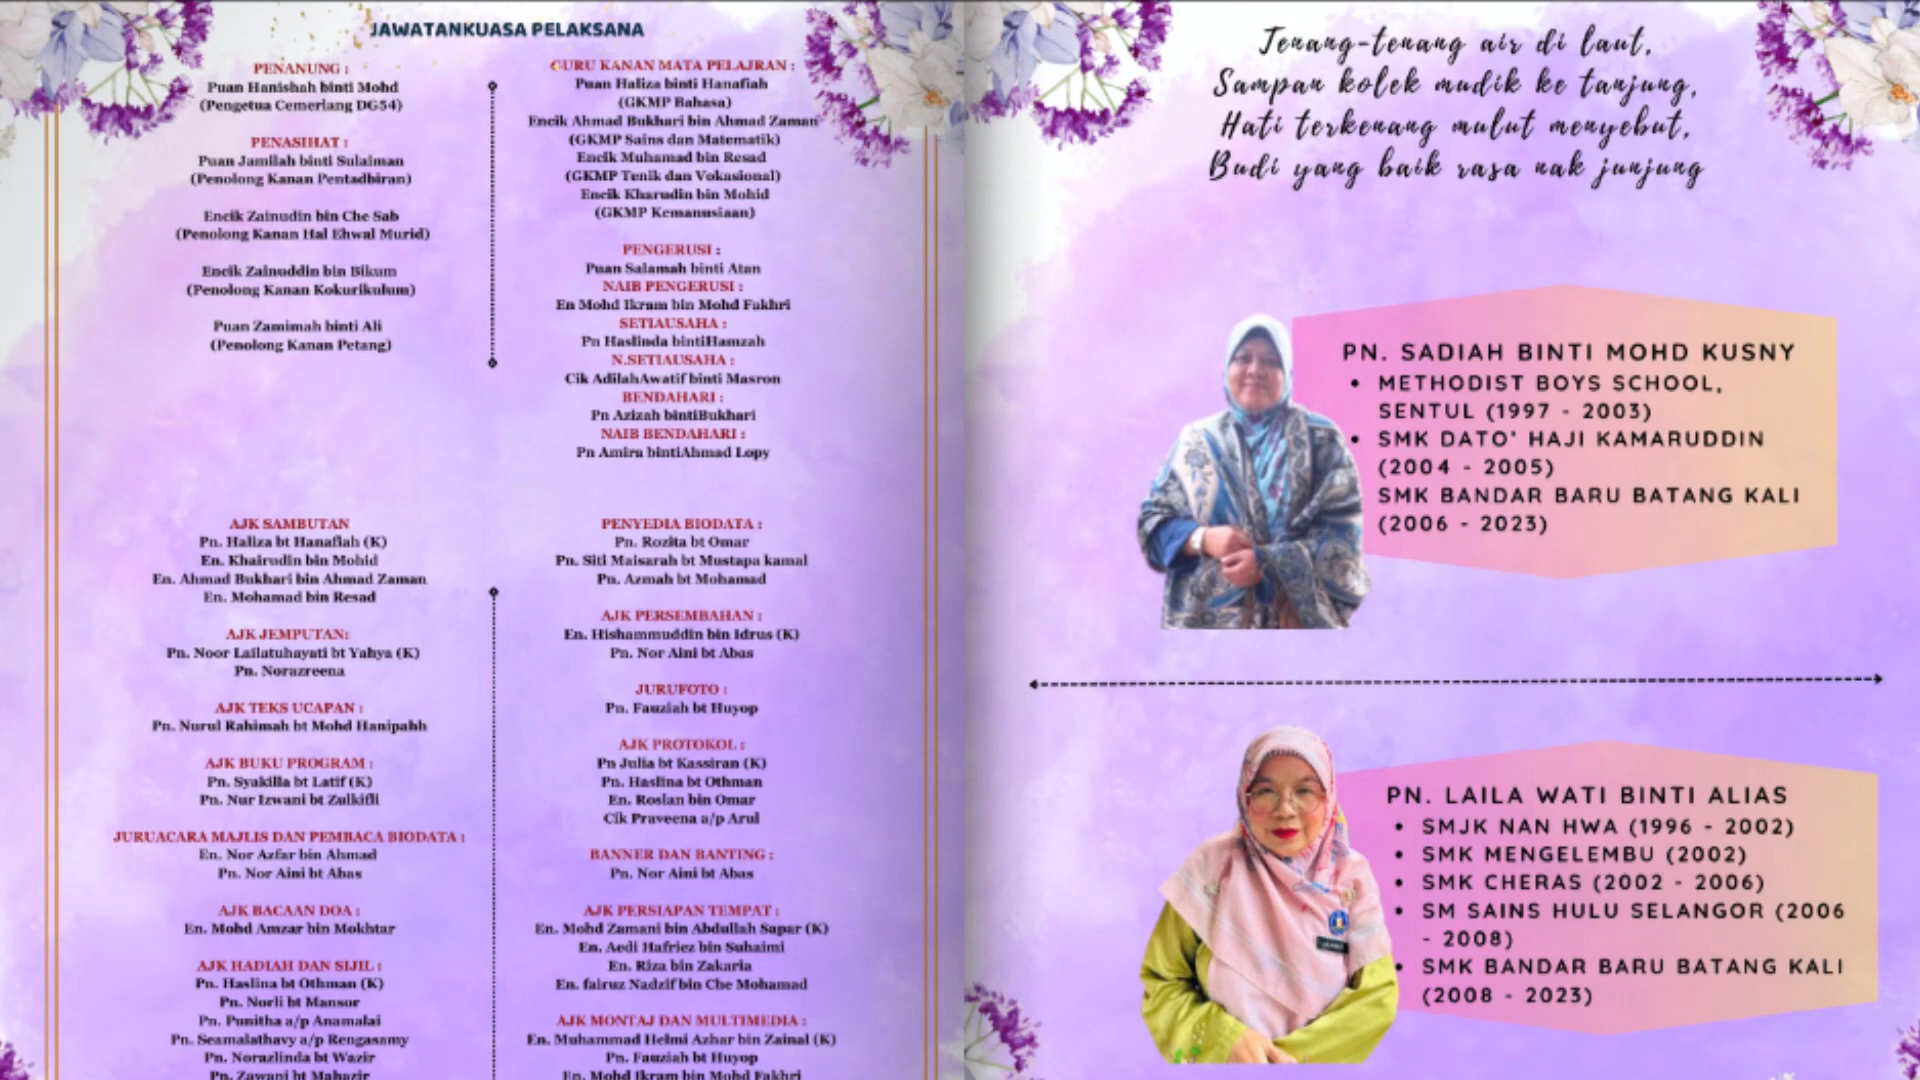 JAWATANKUASA PELAKSANA
PENANUNG :
Puan Hanishah binti Mohd
(Pengetua Cemerlang DG54)
PENASIHAT :
Puan Jamilah binti Sulaiman
(Penolong Kanan Pentadbiran)
Encik Zainudin bin Che Sab
(Penolong Kanan Hal Ehwal Murid)
Encik Zainuddin bin Bikum
(Penolong Kanan Kokurikulum)
Puan Zamimah binti Ali
(Penolong Kanan Petang)
GURU KANAN MATA PELAJRAN :
Puan Haliza binti Hanafiah
(GKMP Bahasa)
Encik Ahmad Bukhari bin Ahmad Zaman
(GKMP Sains dan Matematik)
Encik Muhamad bin Resad
(GKMP Tenik dan Vokasional)
Encik Kharudin bin Mohid
(GKMP Kemanusiaan)
PENGERUSI :
Puan Salamah binti Atan
NAIB PENGERUSI :
En Mohd Ikram bin Mohd Fakhri
SETIAUSAHA :
Pn Haslinda bintiHamzah
N.SETIAUSAHA :
Cik AdilahAwatif binti Masron
BENDAHARI :
Pn Azizah bintiBukhari
NAIB BENDAHARI :
Pn Amira bintiAhmad Lopy
AJK SAMBUTAN
Pn. Haliza bt Hanafiah (K)
En. Khairudin bin Mohid
En. Ahmad Bukhari bin Ahmad Zaman
En. Mohamad bin Resad
AJK JEMPUTAN:
Pn. Noor Lailatuhayati bt Yahya (K)
Pn. Norazreena
AJK TEKS UCAPAN :
Pn. Nurul Rahimah bt Mohd Hanipahh
AJK BUKU PROGRAM :
Pn. Syakilla bt Latif (K)
Pn. Nur Izwani bt Zulkifli
JURUACARA MAJLIS DAN PEMBACA BIODATA :
En. Nor Azfar bin Ahmad
Pn. Nor Aini bt Abas
AJK BACAAN DOA :
En. Mohd Amzar bin Mokhtar
AJK HADIAH DAN SIJIL :
Pn. Haslina bt Othman (K)
Pn. Norli bt Mansor
Pn. Punitha a/p Anamalai
Pn. Seamalathavy a/p Rengasamy
Pn. Norazlinda bt Wazir
Pn. Zawani bt Mahazir
PENYEDIA BIODATA :
Pn. Rozita bt Omar
Pn. Siti Maisarah bt Mustapa kamal
Pn. Azmah bt Mohamad
AJK PERSEMBAHAN :
En. Hishammuddin bin Idrus (K)
Pn. Nor Aini bt Abas
JURUFOTO :
Pn. Fauziah bt Huyop
AJK PROTOKOL :
Pn Julia bt Kassiran (K)
Pn. Haslina bt Othman
En. Roslan bin Omar
Cik Praveena a/p Arul
BANNER DAN BANTING :
Pn. Nor Aini bt Abas
AJK PERSIAPAN TEMPAT :
En. Mohd Zamani bin Abdullah Sapar (K)
En. Aedi Hafriez bin Suhaimi
En. Riza bin Zakaria
En. fairuz Nadzif bin Che Mohamad
AJK MONTAJ DAN MULTIMEDIA :
En. Muhammad Helmi Azhar bin Zainal (K)
Pn. Fauziah bt Huyop
En. Mohd Ikram bin Mohd Fakhri
Tenang-tenang air di laut,
Sampan kolek mudik ke tanjung,
Hati terkenang mulut menyebut,
Budi yang baik rasa nak junjung
PN. SADIAH BINTI MOHD KUSNY
• METHODIST BOYS SCHOOL,
SENTUL (1997 - 2003)
• SMK DATO' HAJI KAMARUDDIN
(2004 - 2005)
SMK BANDAR BARU BATANG KALI
(2006 - 2023)
PN. LAILA WATI BINTI ALIAS
• SMJK NAN HWA (1996 - 2002)
• SMK MENGELEMBU (2002)
• SMK CHERAS (2002 - 2006)
• SM SAINS HULU SELANGOR (2006
- 2008)
• SMK BANDAR BARU BATANG KALI
(2008 - 2023)